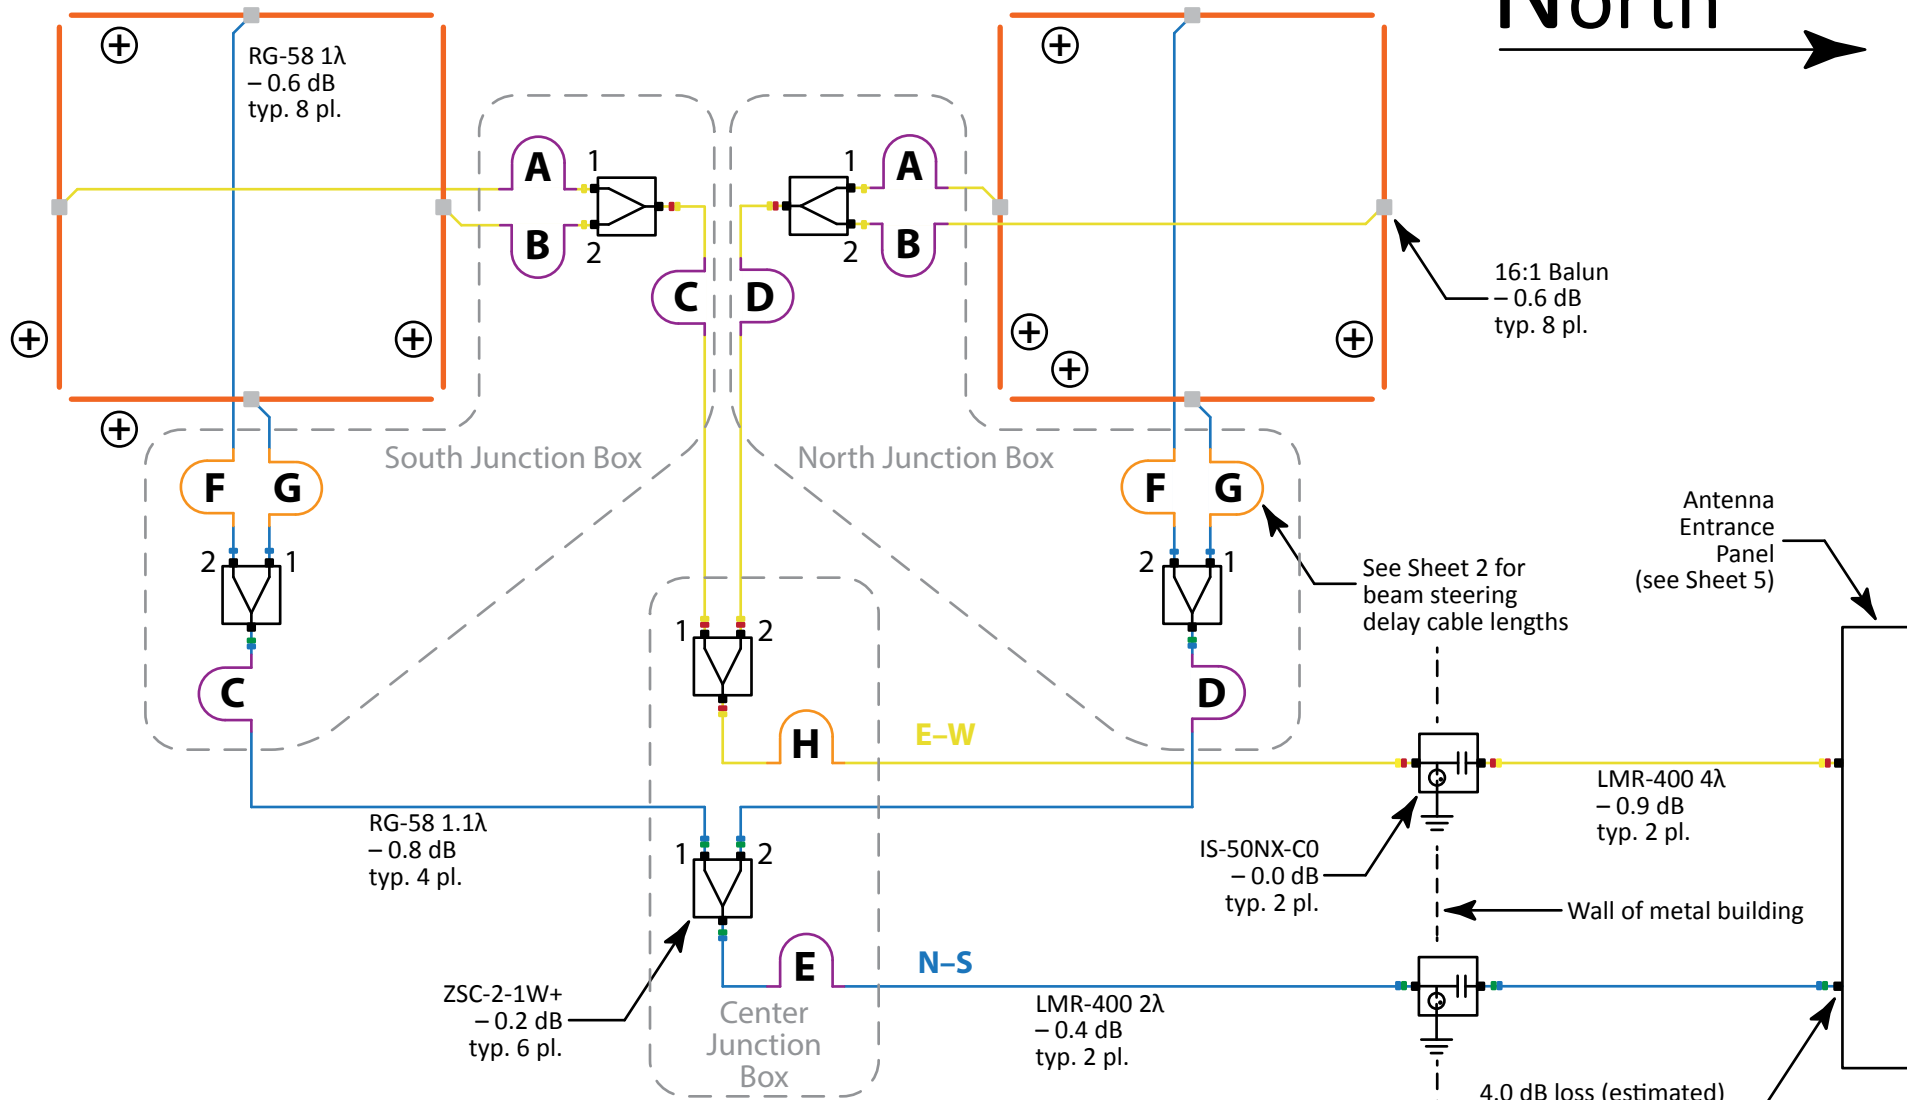 North
RG-58 1λ
– 0.6 dB
typ. 8 pl.
A
1
B
2
C
D
1
A
2
B
16:1 Balun
– 0.6 dB
typ. 8 pl.
South Junction Box
North Junction Box
F
G
2
1
C
F
G
2
1
D
See Sheet 2 for
beam steering
delay cable lengths
Antenna
Entrance
Panel
(see Sheet 5)
1
2
H
E–W
LMR-400 4λ
– 0.9 dB
typ. 2 pl.
RG-58 1.1λ
– 0.8 dB
typ. 4 pl.
1
2
IS-50NX-C0
– 0.0 dB
typ. 2 pl.
Wall of metal building
E
N–S
ZSC-2-1W+
– 0.2 dB
typ. 6 pl.
Center
Junction
Box
LMR-400 2λ
– 0.4 dB
typ. 2 pl.
4.0 dB loss (estimated)